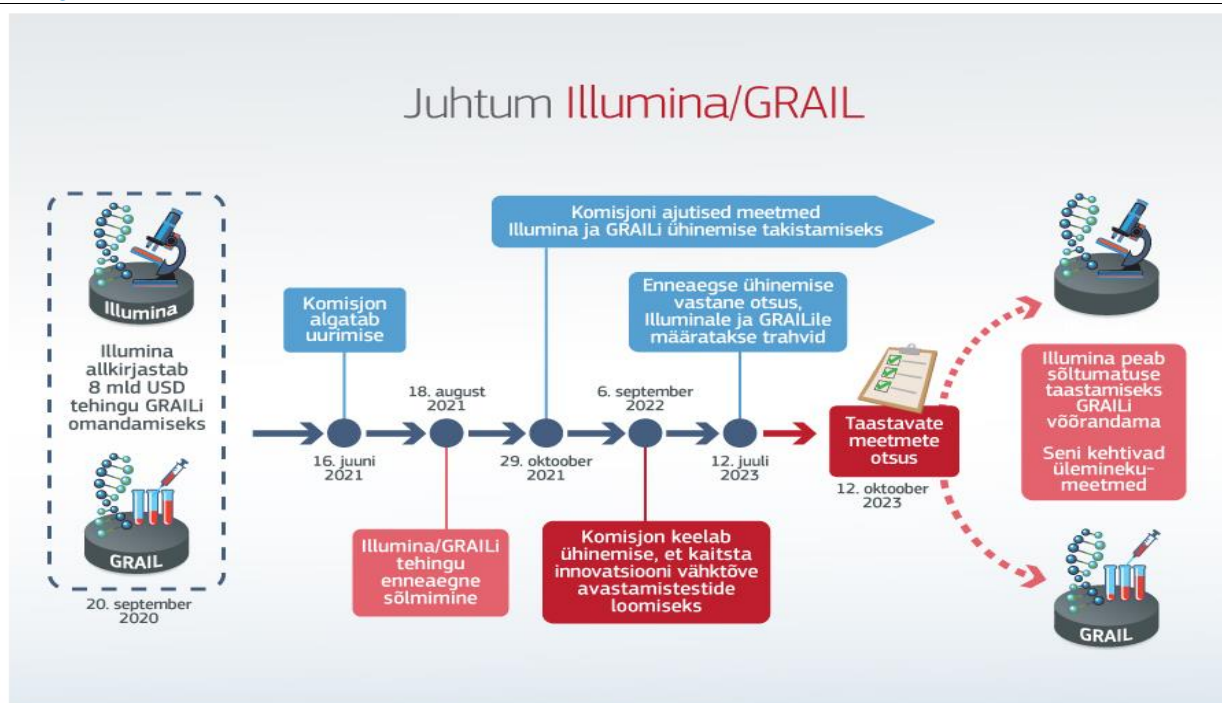 Juhtum Illumina/GRAIL
Illumina
Illumina
allkirjastab
8 mld USD
tehingu GRAILi
omandamiseks
GRAIL
20. september
2020
Komisjon
algatab
uurimise
16. juuni
2021
18. august
2021
Illumina/GRAILi
tehingu
enneaegne
sõlmimine
Komisjoni ajutised meetmed
Illumina ja GRAILi ühinemise takistamiseks
29. oktoober
2021
6. september
2022
Komisjon keelab
ühinemise, et kaitsta
innovatsiooni vähktõve
avastamistestide
loomiseks
Enneaegse ühinemise
vastane otsus,
Illuminale ja GRAILile
määratakse trahvid
12. juuli
2023
Taastavate
meetmete
otsus
12. oktoober
2023
Illumina peab
sõltumatuse
taastamiseks
GRAILi
võõrandama
Seni kehtivad
ülemineku-
meetmed
GRAIL